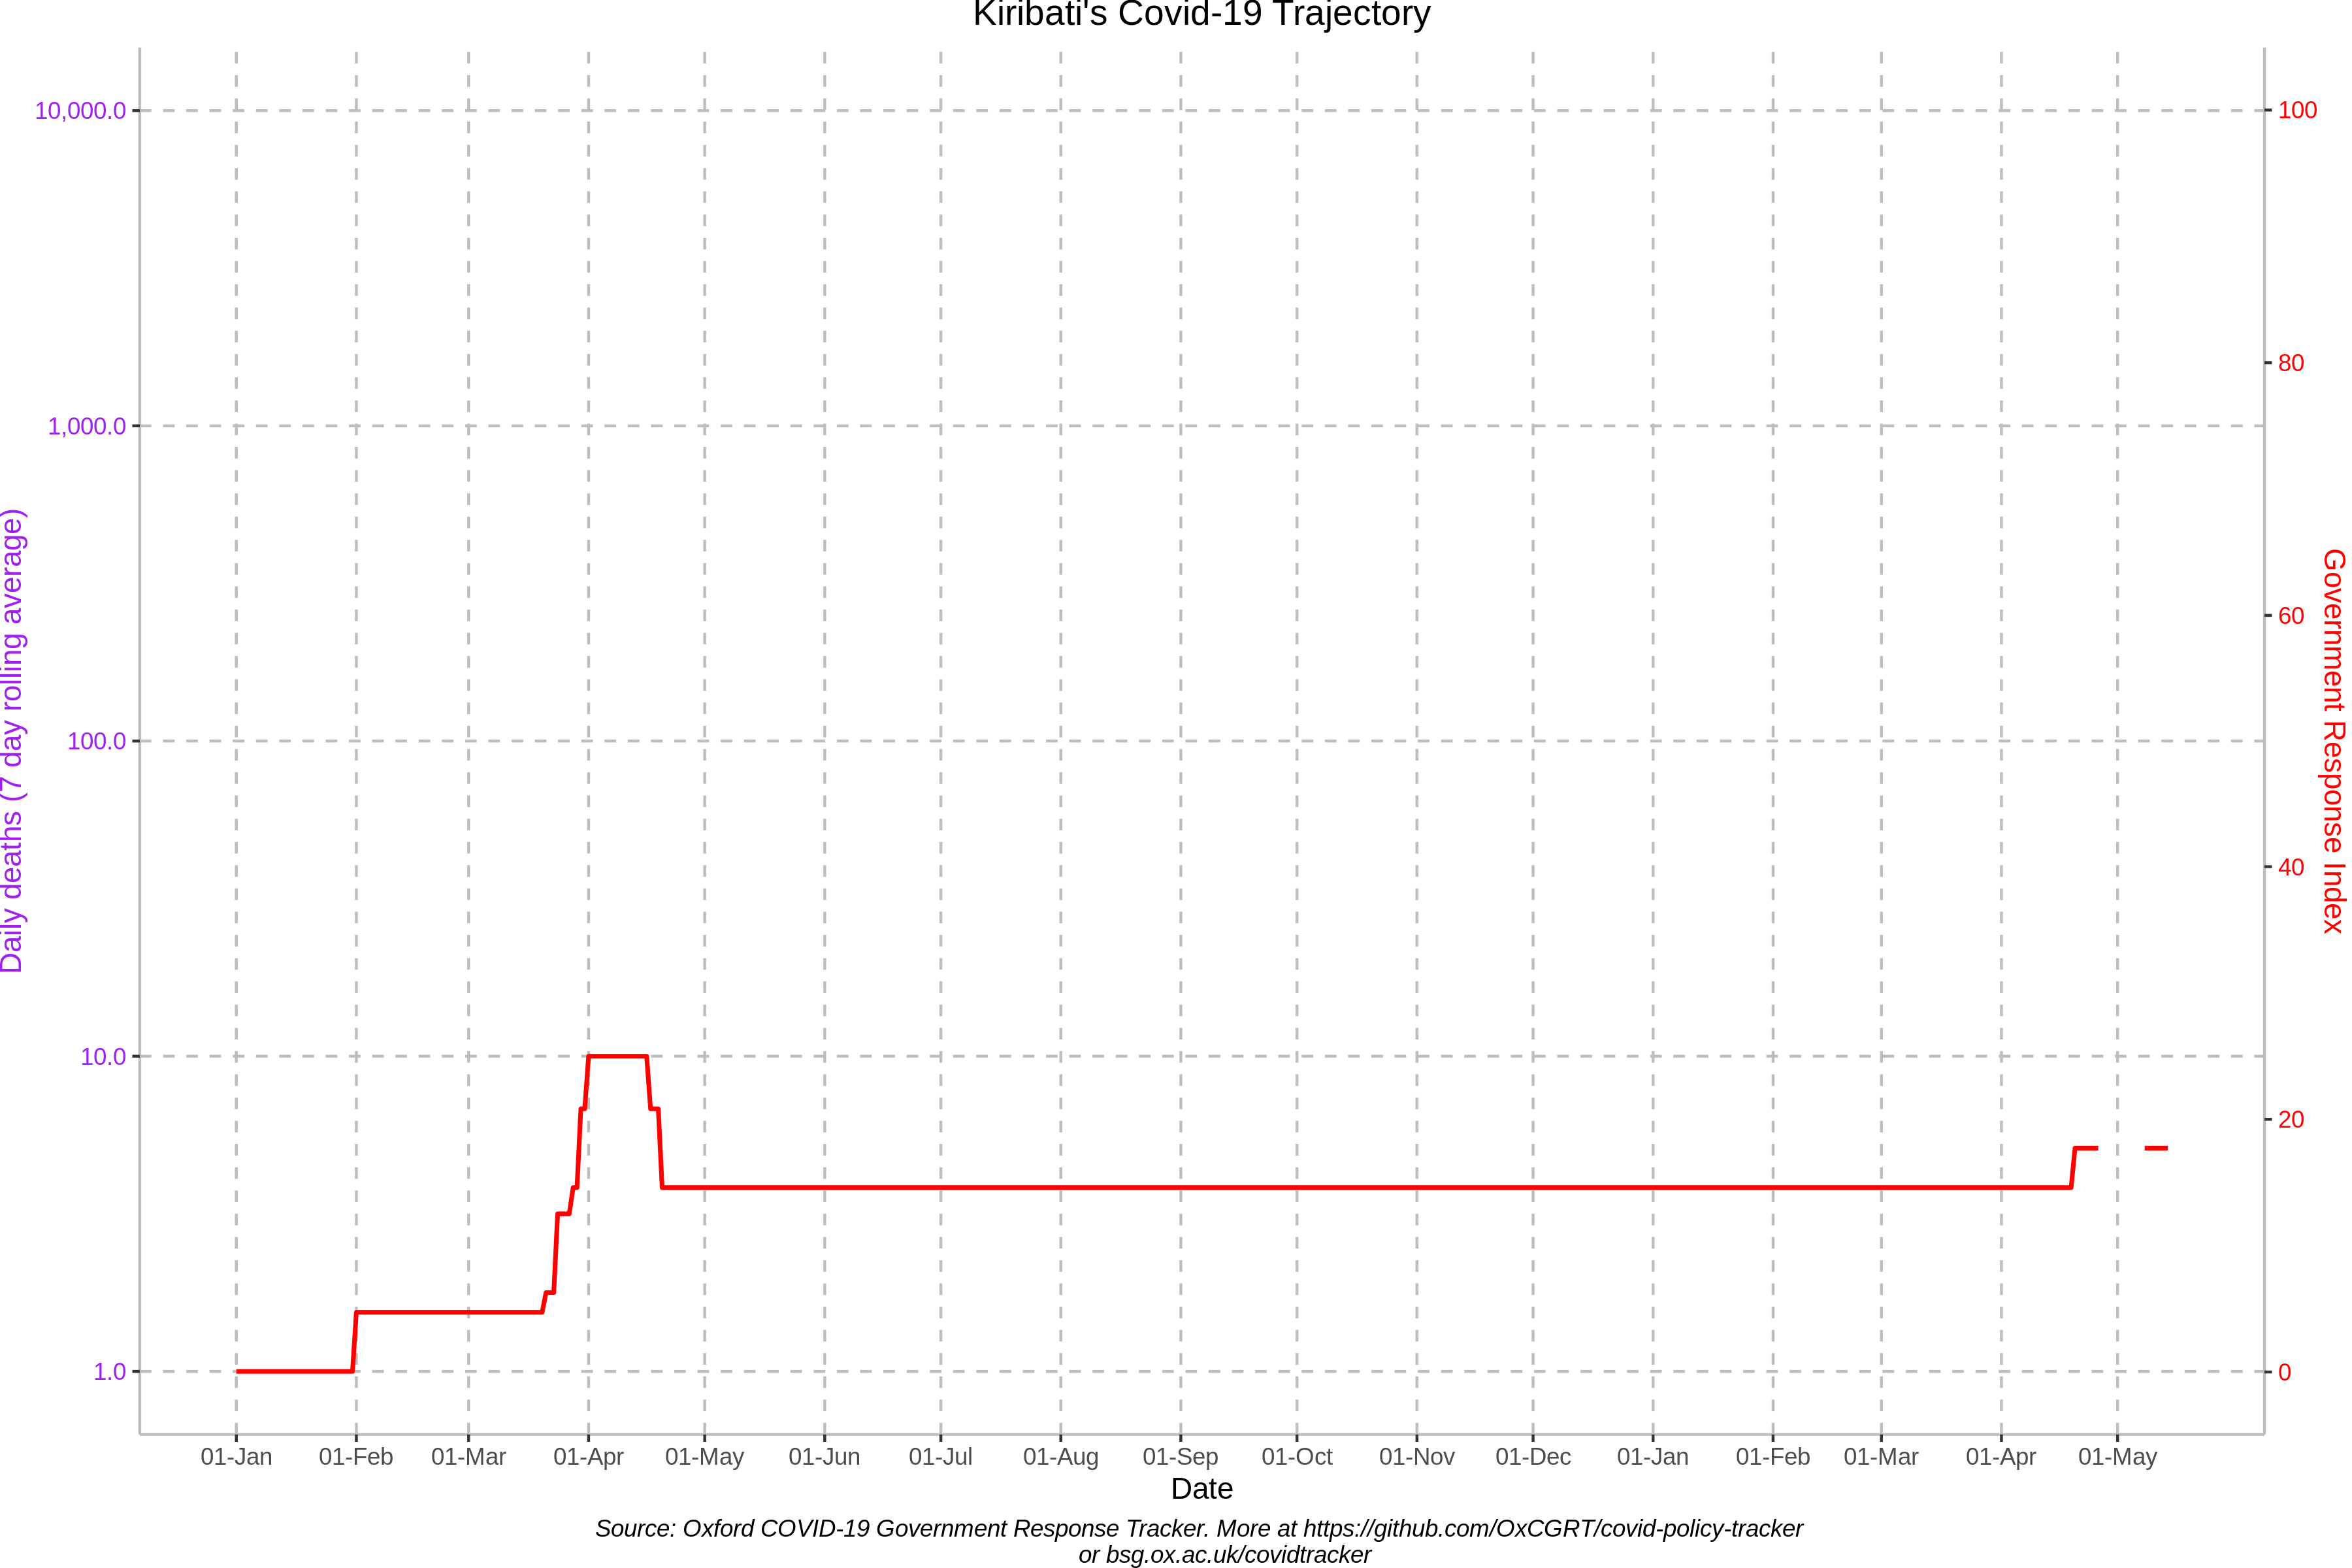 Kiribati's Covid-19 Trajectory
10,000.0
1,000.0
100.0
10.0
1.0
Daily deaths (7 day rolling average)
100
80
60
40
20
0
Government Response Index
01-Jan 01-Feb 01-Mar 01-Apr 01-May 01-Jun 01-Jul 01-Aug 01-Sep 01-Oct 01-Nov 01-Dec 01-Jan 01-Feb 01-Mar 01-Apr 01-May
Date
Source: Oxford COVID-19 Government Response Tracker. More at https://github.com/OxCGRT/covid-policy-tracker
or bsg.ox.ac.uk/covidtracker